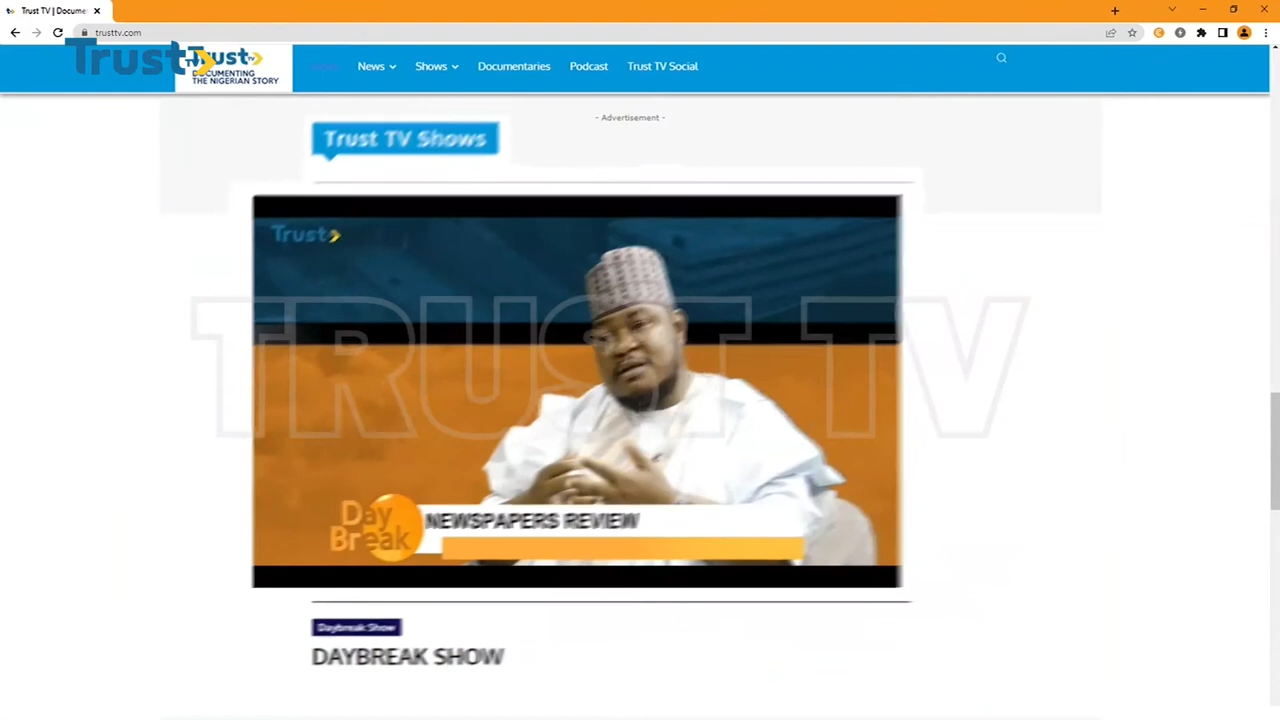 Trust TV | Docume
trusttv.com
Trust
Trust TV
DOCUMENTING
THE NIGERIAN STORY
News
Shows
Documentaries
Podcast
Trust TV Social
- Advertisement -
Trust TV Shows
Trust
TRUST TV
Day
Break
NEWSPAPERS REVIEW
Daybreak Show
DAYBREAK SHOW